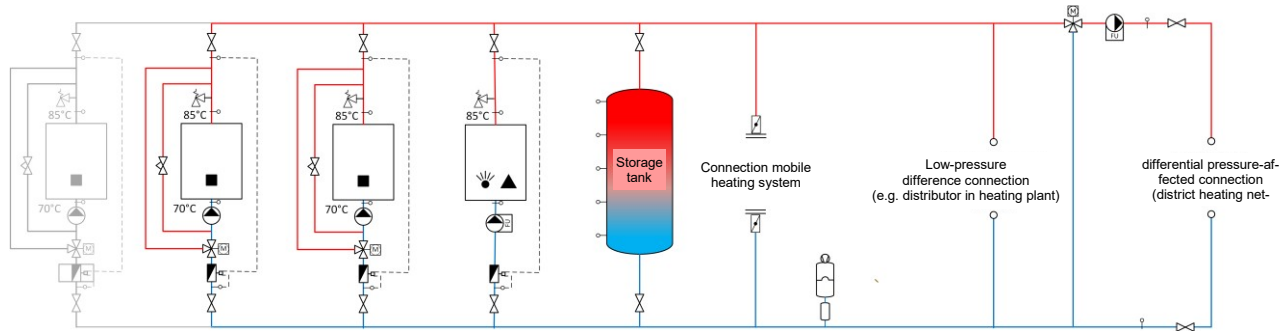 M
FU
85°C
85°C
85°C
85°C
Storage
tank
Connection mobile
heating system
Low-pressure
difference connection
(e.g. distributor in heating plant)
differential pressure-af-
fected connection
(district heating net-
70°C
70°C
70°C
FU
M
M
M